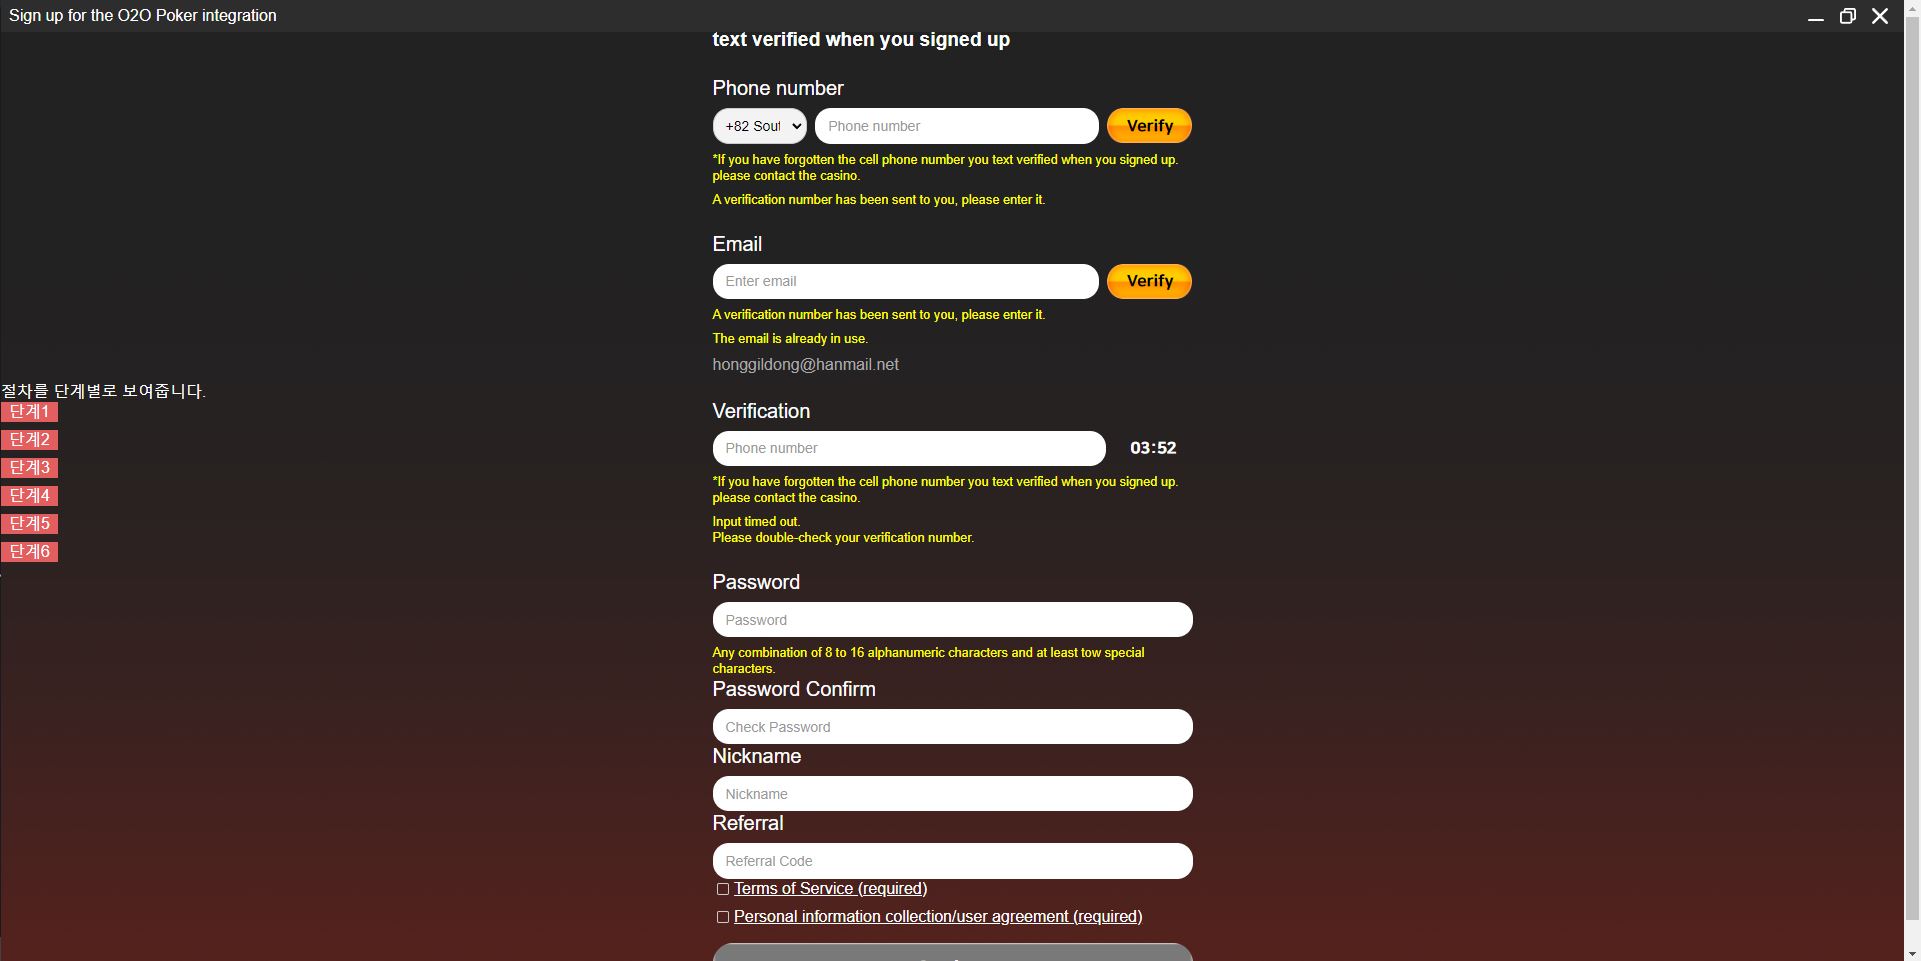 Sign up for the O2O Poker integration
text verified when you signed up
Phone number
+82 Sout
Phone number
Verify
*If you have forgotten the cell phone number you text verified when you signed up.
please contact the casino.
A verification number has been sent to you, please enter it.
Email
Enter email
Verify
A verification number has been sent to you, please enter it.
The email is already in use.
honggildong@hanmail.net
절차를 단계별로 보여줍니다.
단계1
단계2
단계3
단계4
단계5
단계6
Verification
Phone number
03:52
*If you have forgotten the cell phone number you text verified when you signed up.
please contact the casino.
Input timed out.
Please double-check your verification number.
Password
Password
Any combination of 8 to 16 alphanumeric characters and at least tow special
characters.
Password Confirm
Check Password
Nickname
Nickname
Referral
Referral Code
Terms of Service (required)
Personal information collection/user agreement (required)